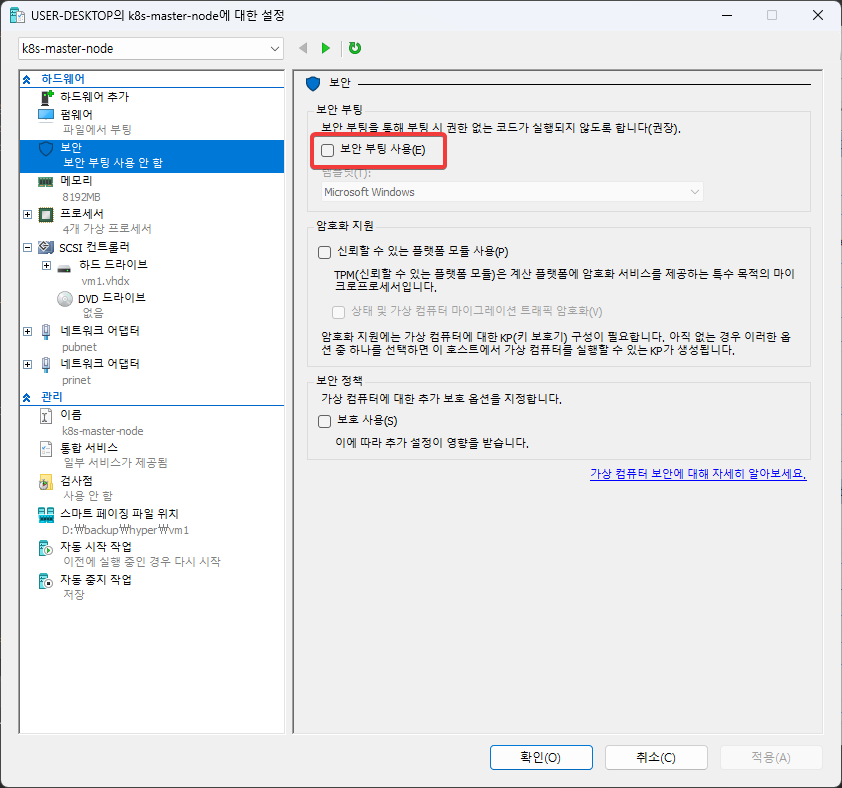 USER-DESKTOP의 k8s-master-node에 대한 설정
k8s-master-node
하드웨어
하드웨어 추가
펌웨어
파일에서 부팅
보안
보안 부팅 사용 안 함
메모리
8192MB
프로세서
4개 가상 프로세서
SCSI 컨트롤러
하드 드라이브
vm1.vhdx
DVD 드라이브
없음
네트워크 어댑터
pubnet
네트워크 어댑터
prinet
관리
이름
k8s-master-node
통합 서비스
일부 서비스가 제공됨
검사점
사용 안 함
스마트 페이징 파일 위치
D:₩backup₩hyper₩vm1
자동 시작 작업
이전에 실행 중인 경우 다시 시작
자동 중지 작업
저장
보안
보안 부팅
보안 부팅을 통해 부팅 시 권한 없는 코드가 실행되지 않도록 합니다(권장).
보안 부팅 사용(E)
템플릿(T):
Microsoft Windows
암호화 지원
신뢰할 수 있는 플랫폼 모듈 사용(P)
TPM(신뢰할 수 있는 플랫폼 모듈)은 계산 플랫폼에 암호화 서비스를 제공하는 특수 목적의 마이
크로프로세서입니다.
상태 및 가상 컴퓨터 마이그레이션 트래픽 암호화(V)
암호화 지원에는 가상 컴퓨터에 대한 KP(키 보호기) 구성이 필요합니다. 아직 없는 경우 이러한 옵
션 중 하나를 선택하면 이 호스트에서 가상 컴퓨터를 실행할 수 있는 KP가 생성됩니다.
보안 정책
가상 컴퓨터에 대한 추가 보호 옵션을 지정합니다.
보호 사용(S)
이에 따라 추가 설정이 영향을 받습니다.
가상 컴퓨터 보안에 대해 자세히 알아보세요.
확인(O)
취소(C)
적용(A)